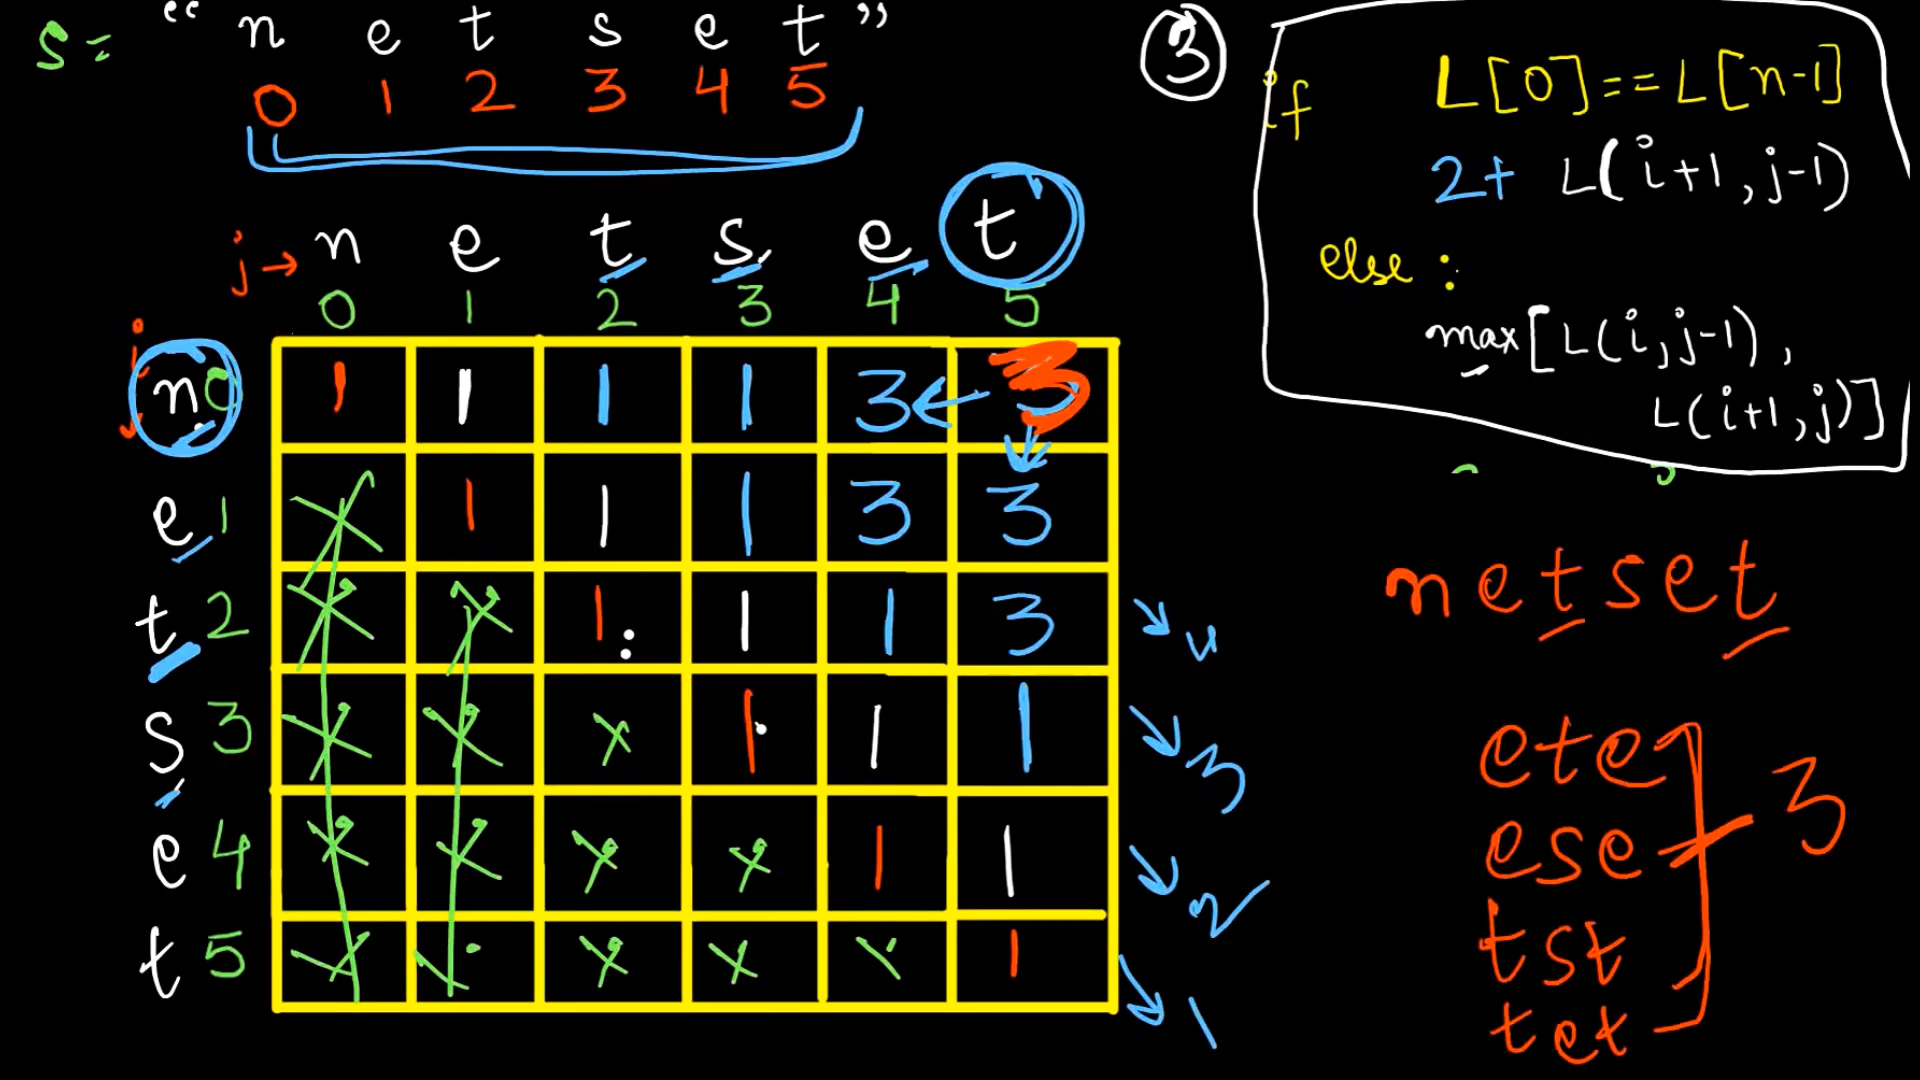 s = " n e t s e t "
0 1 2 3 4 5
3
if L[0]==L[n-1]
2+ L(i+1, j-1)
else :
max[L(i, j-1),
L(i+1, j)]
j → n e t s e t
0 1 2 3 4 5
i
n 0 1 1 1 1 3 ← 3
e 1 x 1 1 1 3 3
t 2 x x 1 1 1 3 4
s 3 x x x 1 1 1 3
e 4 x x x x 1 1 2
t 5 x x x x x 1 1
netset
ete
ese
tst
tet
3